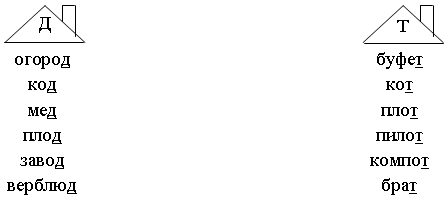 Д Т
огород буфет
код кот
мед плот
плод пилот
завод компот
верблюд брат